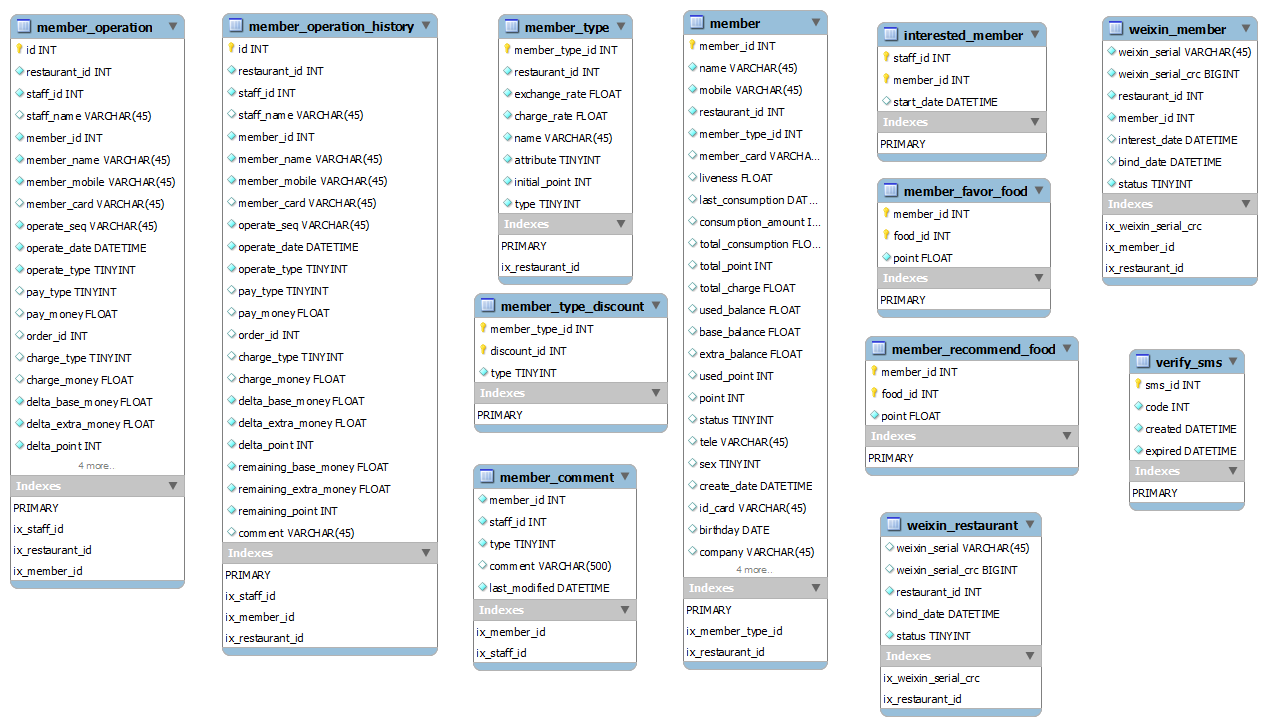 member_operation
id INT
restaurant_id INT
staff_id INT
staff_name VARCHAR(45)
member_id INT
member_name VARCHAR(45)
member_mobile VARCHAR(45)
member_card VARCHAR(45)
operate_seq VARCHAR(45)
operate_date DATETIME
operate_type TINYINT
pay_type TINYINT
pay_money FLOAT
order_id INT
charge_type TINYINT
charge_money FLOAT
delta_base_money FLOAT
delta_extra_money FLOAT
delta_point INT
4 more..
Indexes
PRIMARY
ix_staff_id
ix_restaurant_id
ix_member_id
member_operation_history
id INT
restaurant_id INT
staff_id INT
staff_name VARCHAR(45)
member_id INT
member_name VARCHAR(45)
member_mobile VARCHAR(45)
member_card VARCHAR(45)
operate_seq VARCHAR(45)
operate_date DATETIME
operate_type TINYINT
pay_type TINYINT
pay_money FLOAT
order_id INT
charge_type TINYINT
charge_money FLOAT
delta_base_money FLOAT
delta_extra_money FLOAT
delta_point INT
remaining_base_money FLOAT
remaining_extra_money FLOAT
remaining_point INT
comment VARCHAR(45)
Indexes
PRIMARY
ix_staff_id
ix_member_id
ix_restaurant_id
member_type
member_type_id INT
restaurant_id INT
exchange_rate FLOAT
charge_rate FLOAT
name VARCHAR(45)
attribute TINYINT
initial_point INT
type TINYINT
Indexes
PRIMARY
ix_restaurant_id
member_type_discount
member_type_id INT
discount_id INT
type TINYINT
Indexes
PRIMARY
member_comment
member_id INT
staff_id INT
type TINYINT
comment VARCHAR(500)
last_modified DATETIME
Indexes
ix_member_id
ix_staff_id
member
member_id INT
name VARCHAR(45)
mobile VARCHAR(45)
restaurant_id INT
member_type_id INT
member_card VARCHA...
liveness FLOAT
last_consumption DAT...
consumption_amount I...
total_consumption FLO...
total_point INT
total_charge FLOAT
used_balance FLOAT
base_balance FLOAT
extra_balance FLOAT
used_point INT
point INT
status TINYINT
tele VARCHAR(45)
sex TINYINT
create_date DATETIME
id_card VARCHAR(45)
birthday DATE
company VARCHAR(45)
4 more..
Indexes
PRIMARY
ix_member_type_id
ix_restaurant_id
interested_member
staff_id INT
member_id INT
start_date DATETIME
Indexes
PRIMARY
member_favor_food
member_id INT
food_id INT
point FLOAT
Indexes
PRIMARY
member_recommend_food
member_id INT
food_id INT
point FLOAT
Indexes
PRIMARY
weixin_restaurant
weixin_serial VARCHAR(45)
weixin_serial_crc BIGINT
restaurant_id INT
bind_date DATETIME
status TINYINT
Indexes
ix_weixin_serial_crc
ix_restaurant_id
weixin_member
weixin_serial VARCHAR(45)
weixin_serial_crc BIGINT
restaurant_id INT
member_id INT
interest_date DATETIME
bind_date DATETIME
status TINYINT
Indexes
ix_weixin_serial_crc
ix_member_id
ix_restaurant_id
verify_sms
sms_id INT
code INT
created DATETIME
expired DATETIME
Indexes
PRIMARY